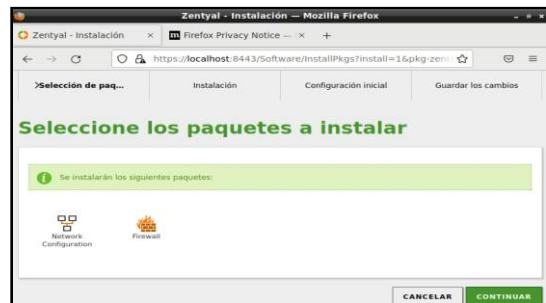 Zentyal - Instalación — Mozilla Firefox
Zentyal - Instalación × Firefox Privacy Notice — × +
https://localhost:8443/Software/InstallPkgs?install=1&pkg-zen
Selección de paq... Instalación Configuración inicial Guardar los cambios
Seleccione los paquetes a instalar
Se instalarán los siguientes paquetes:
Network Firewall
Configuration
CANCELAR CONTINUAR